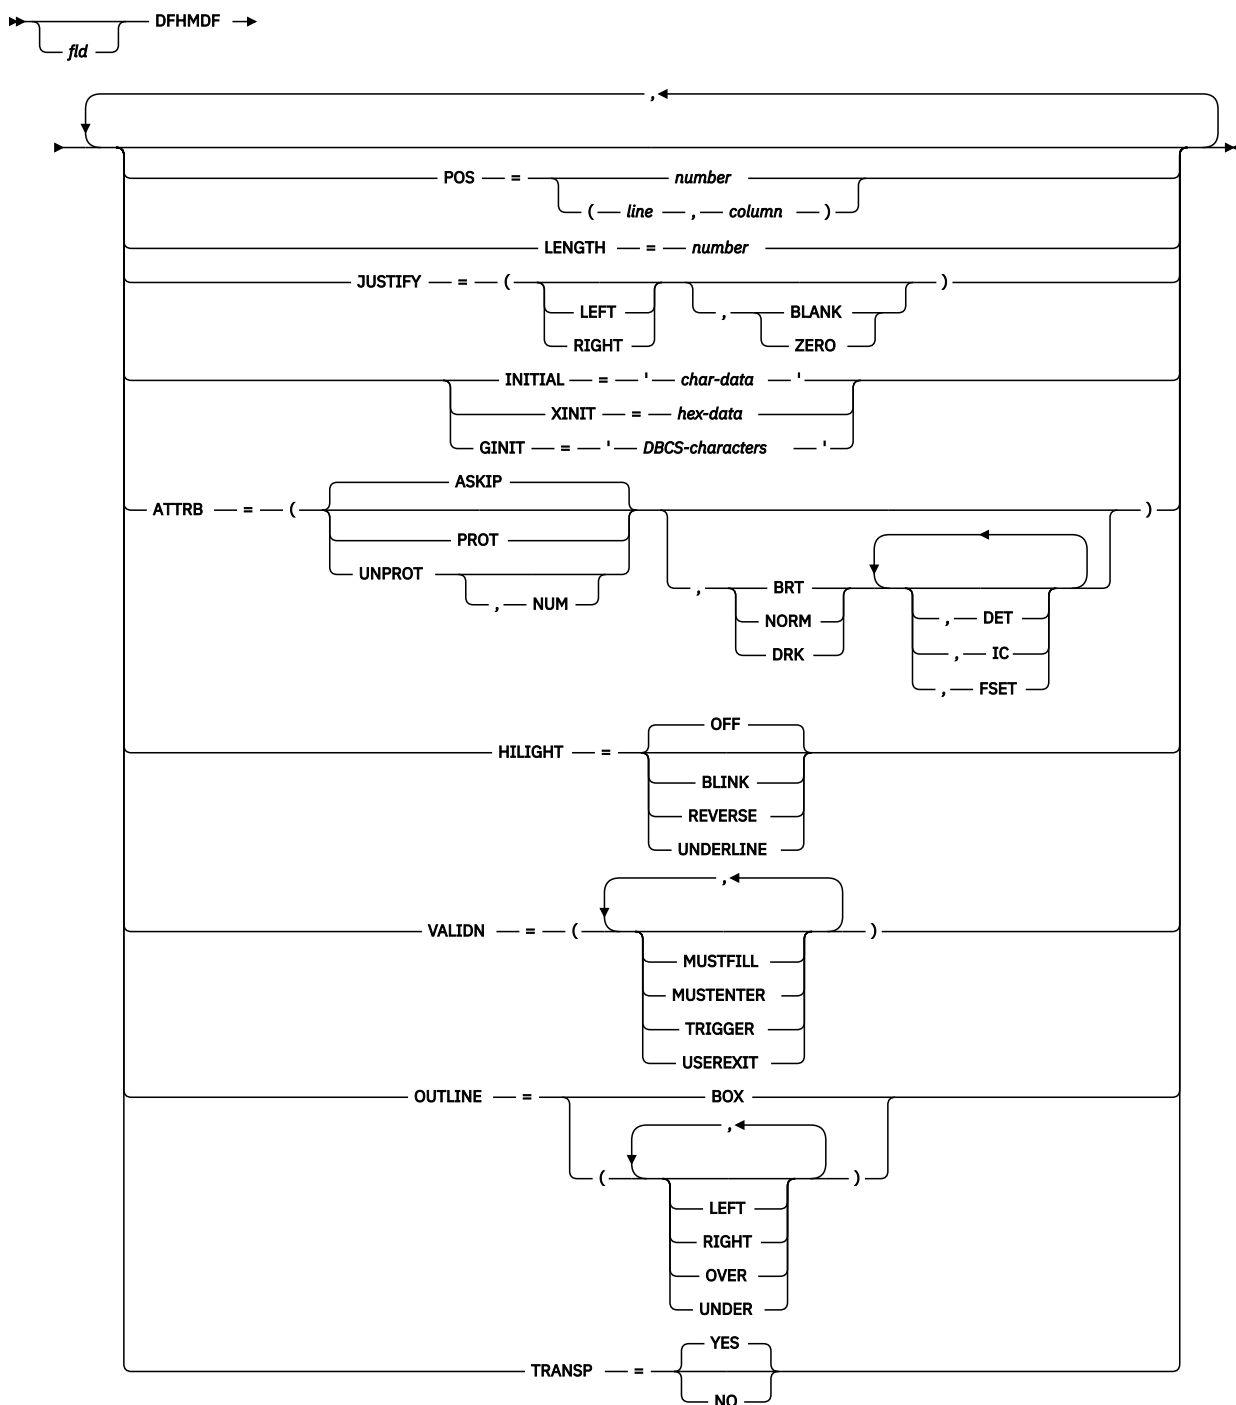 DFHMDF
fld
,
POS = number
( line , column )
LENGTH = number
JUSTIFY = ( )
LEFT , BLANK
RIGHT ZERO
INITIAL = ' char-data '
XINIT = hex-data
GINIT = ' DBCS-characters '
ASKIP
ATTRB = ( )
PROT
UNPROT
, NUM
, BRT
NORM
DRK
, DET
, IC
, FSET
OFF
HILIGHT =
BLINK
REVERSE
UNDERLINE
,
VALIDN = ( )
MUSTFILL
MUSTENTER
TRIGGER
USEREXIT
OUTLINE = BOX
,
( )
LEFT
RIGHT
OVER
UNDER
YES
TRANSP =
NO